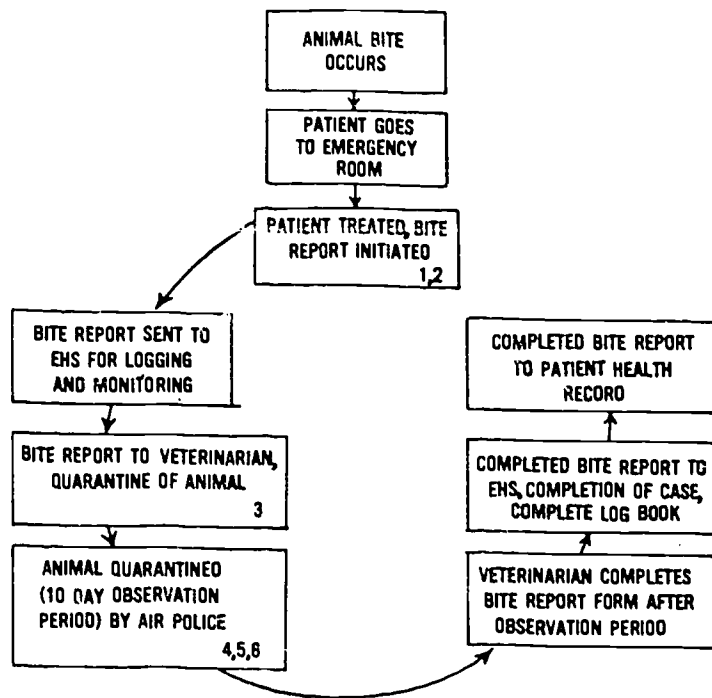 ANIMAL BITE
OCCURS
PATIENT GOES
TO EMERGENCY
ROOM
PATIENT TREATED, BITE
REPORT INITIATED
1,2
BITE REPORT SENT TO
EHS FOR LOGGING
AND MONITORING
BITE REPORT TO VETERINARIAN,
QUARANTINE OF ANIMAL
3
ANIMAL QUARANTINED
(10 DAY OBSERVATION
PERIOD) BY AIR POLICE
4,5,6
VETERINARIAN COMPLETES
BITE REPORT FORM AFTER
OBSERVATION PERIOD
COMPLETED BITE REPORT TO
EHS, COMPLETION OF CASE,
COMPLETE LOG BOOK
COMPLETED BITE REPORT
TO PATIENT HEALTH
RECORD